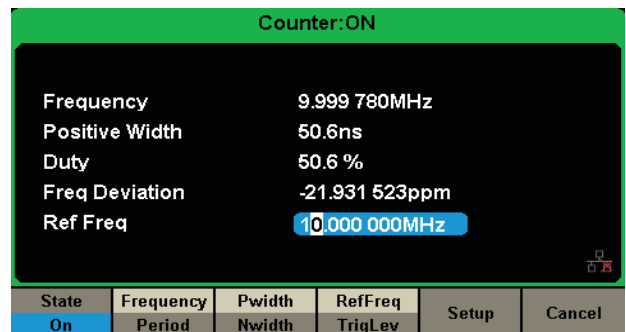 Counter:ON
Frequency 9.999 780MHz
Positive Width 50.6ns
Duty 50.6 %
Freq Deviation -21.931 523ppm
Ref Freq 10.000 000MHz
State Frequency Pwidth RefFreq Setup Cancel
On Period Nwidth TrigLev